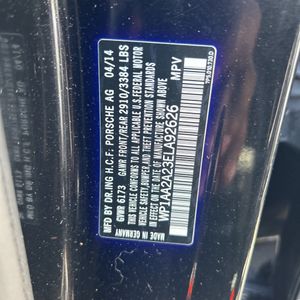 MFD BY DR.ING H.C.F. PORSCHE AG 04/14
GVWR 6173 GAWR FRONT/REAR 2910/3384 LBS
THIS VEHICLE CONFORMS TO ALL APPLICABLE U.S. FEDERAL MOTOR
VEHICLE SAFETY AND THEFT PREVENTION STANDARDS
IN EFFECT ON THE DATE OF MANUFACTURE SHOWN ABOVE
WP1AA2A23ELA92626 MPV
MADE IN GERMANY